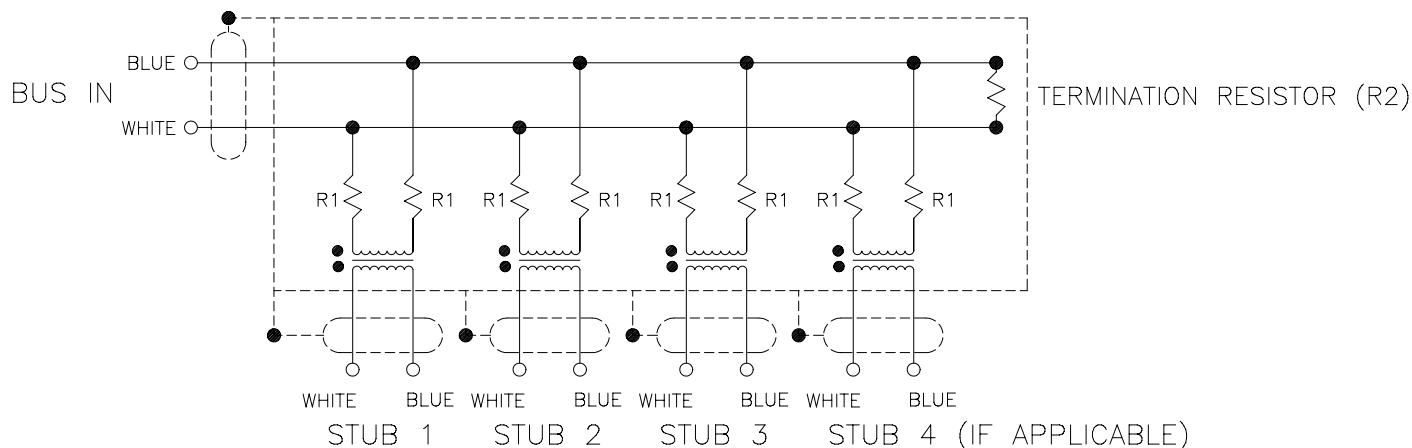 BLUE
BUS IN
WHITE
TERMINATION RESISTOR (R2)
R1 R1 R1 R1 R1 R1 R1 R1
WHITE BLUE WHITE BLUE WHITE BLUE WHITE BLUE
STUB 1 STUB 2 STUB 3 STUB 4 (IF APPLICABLE)